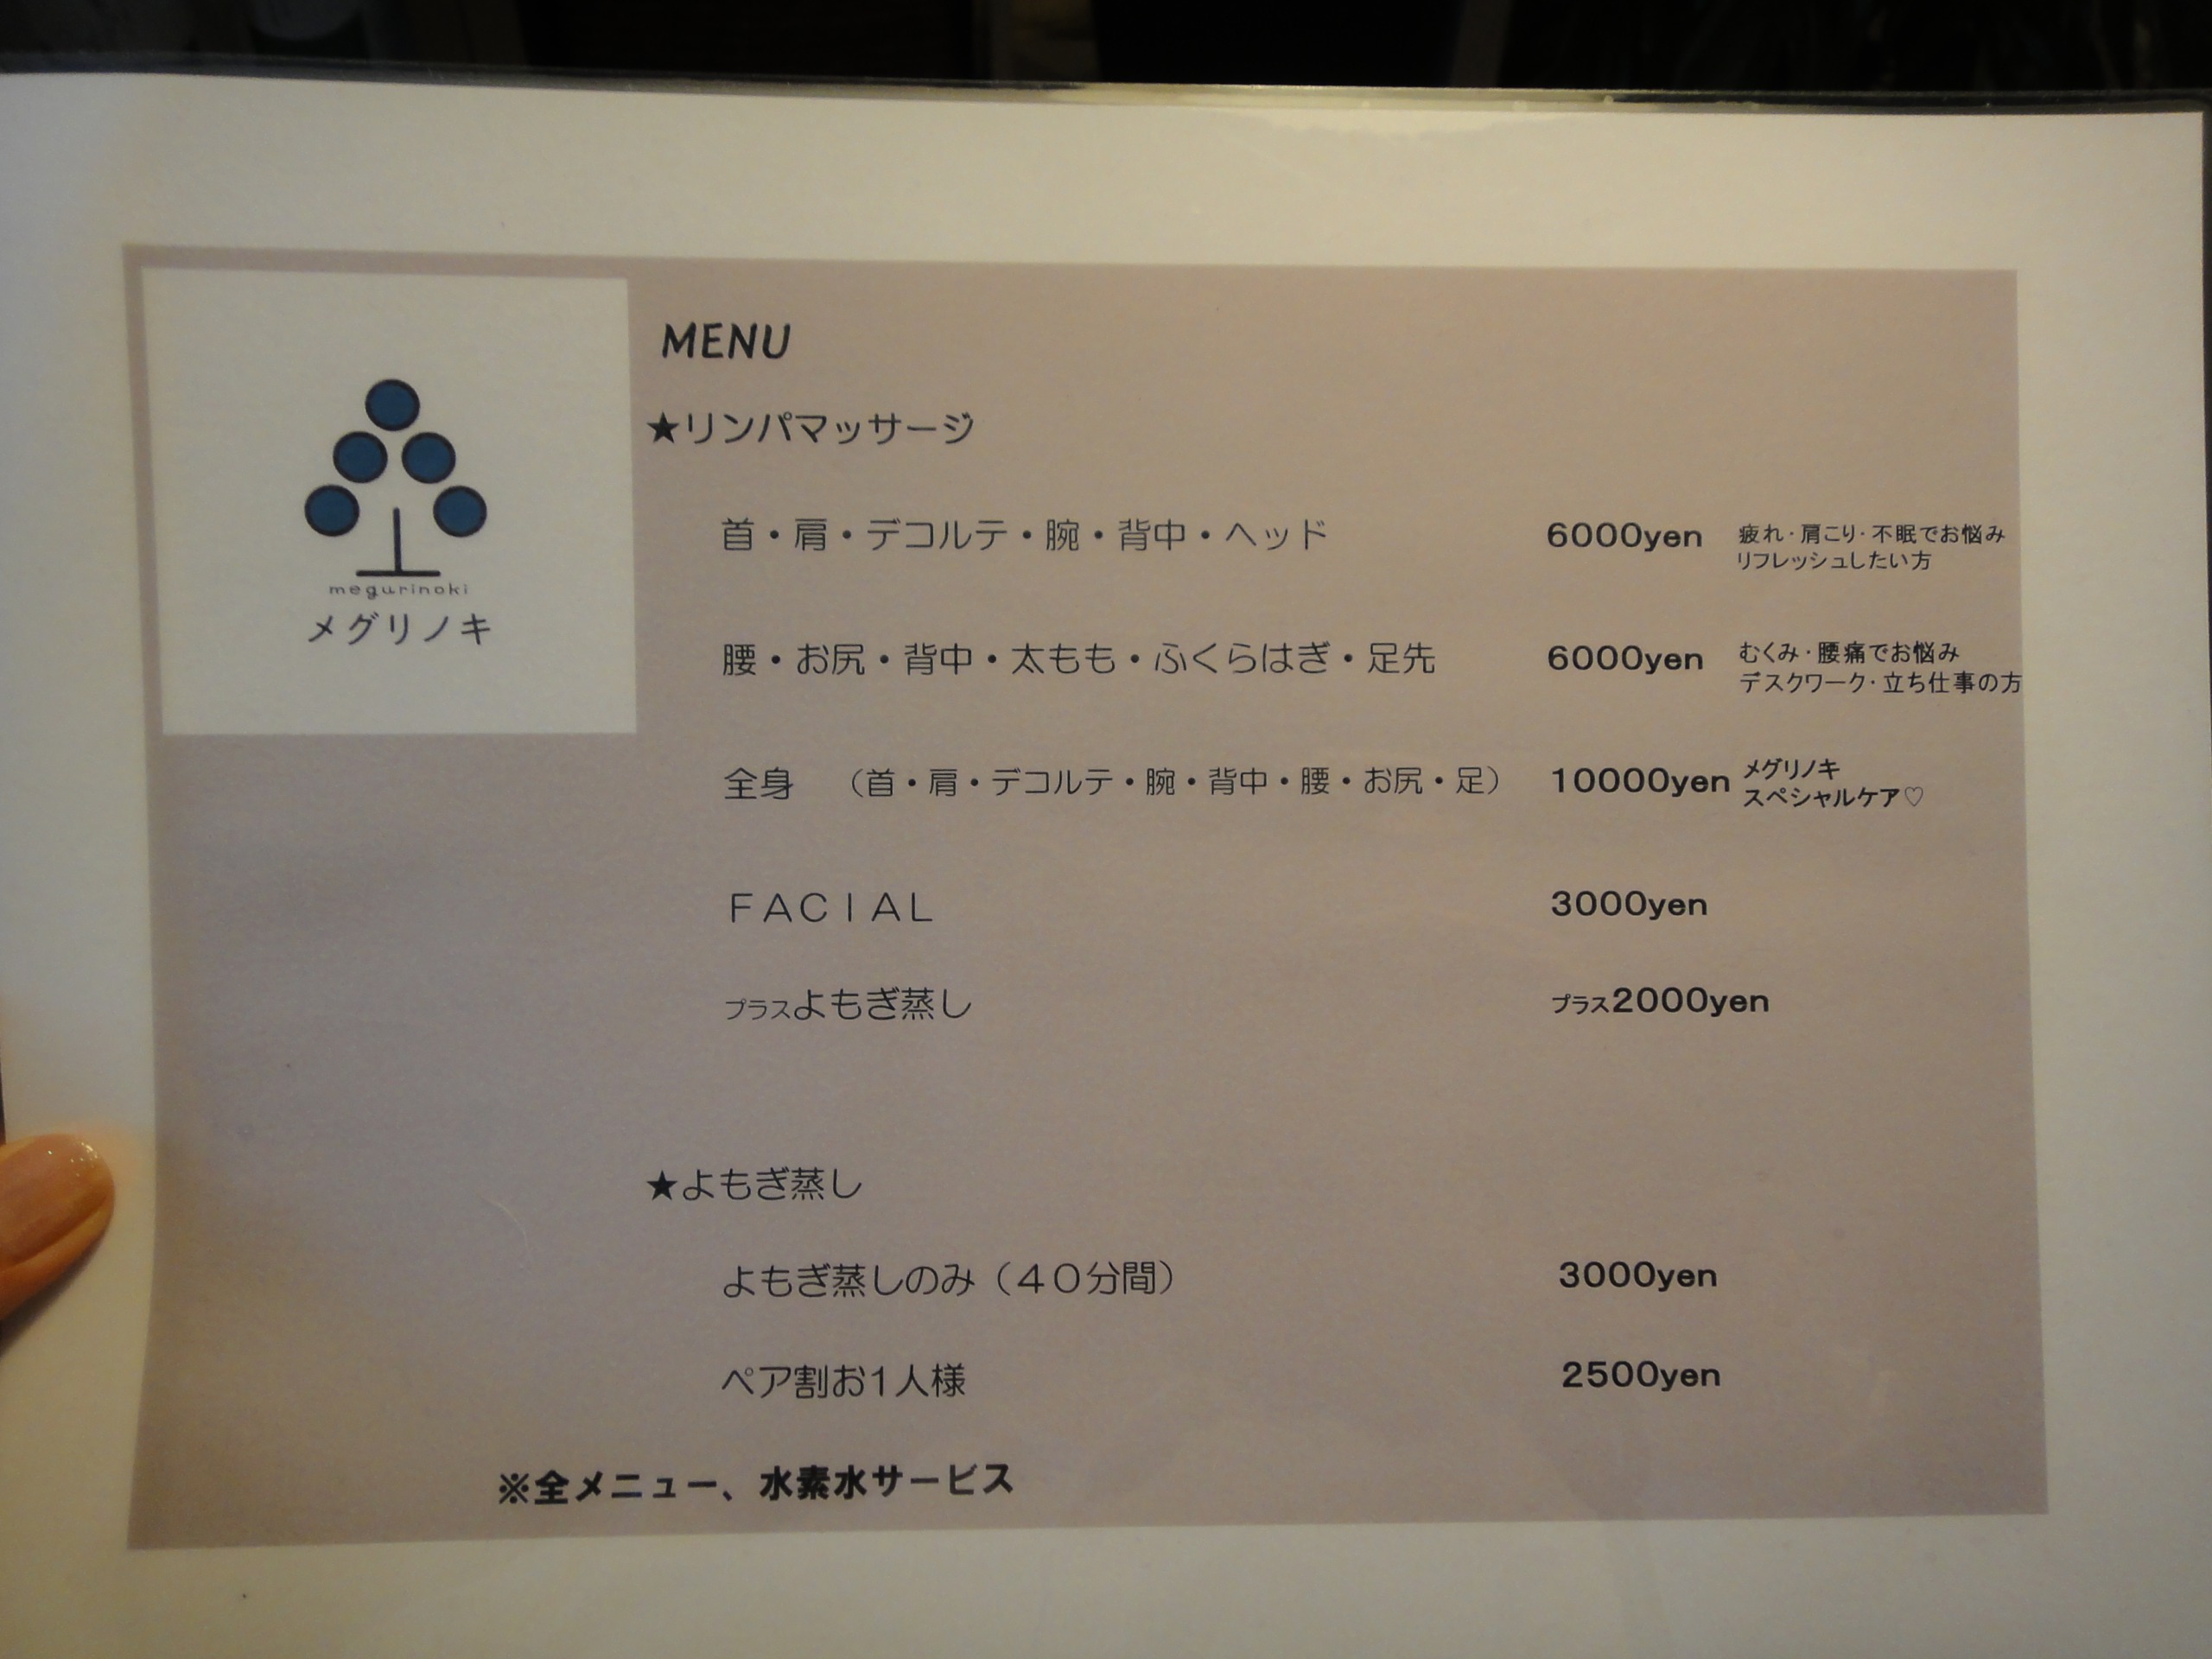 megurinoki
メグリノキ
MENU
★リンパマッサージ
首・肩・デコルテ・腕・背中・ヘッド 6000yen 疲れ・肩こり・不眠でお悩み
リフレッシュしたい方
腰・お尻・背中・太もも・ふくらはぎ・足先 6000yen むくみ・腰痛でお悩み
デスクワーク・立ち仕事の方
全身 （首・肩・デコルテ・腕・背中・腰・お尻・足） 10000yen メグリノキ
スペシャルケア♡
ＦＡＣＩＡＬ 3000yen
プラスよもぎ蒸し プラス2000yen
★よもぎ蒸し
よもぎ蒸しのみ（４０分間） 3000yen
ペア割お1人様 2500yen
※全メニュー、水素水サービス